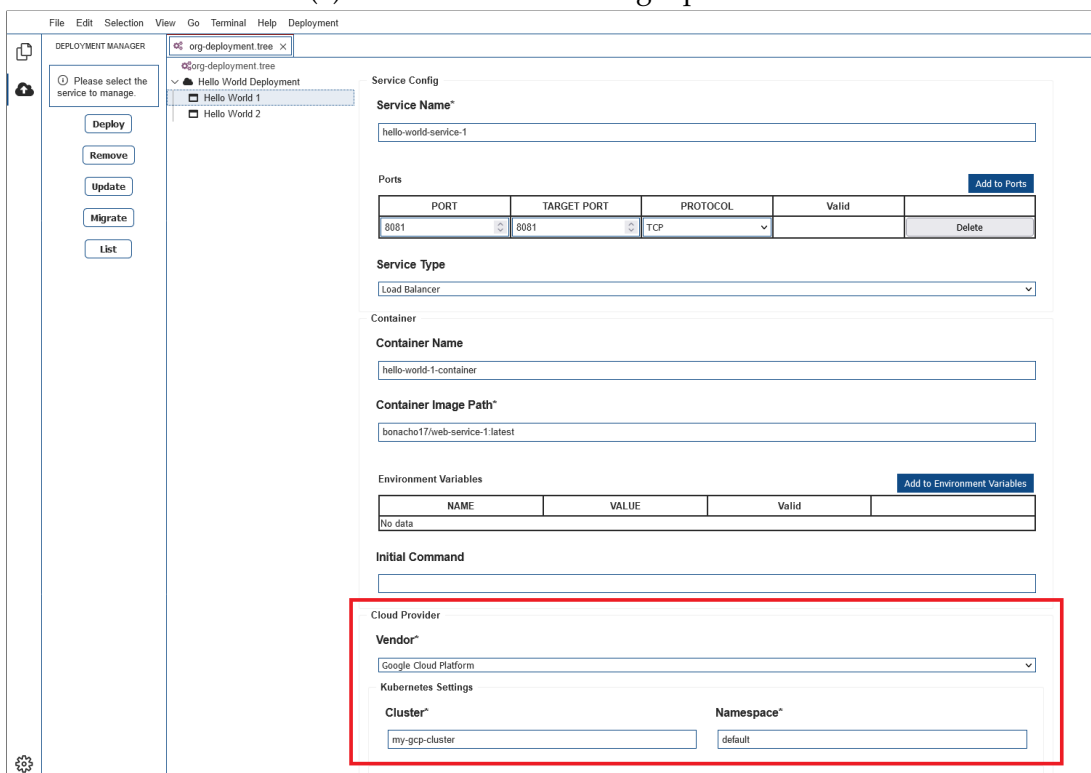 File Edit Selection View Go Terminal Help Deployment
DEPLOYMENT MANAGER
Please select the
service to manage.
Deploy
Remove
Update
Migrate
List
org-deployment.tree ×
org-deployment.tree
Hello World Deployment
Hello World 1
Hello World 2
Service Config
Service Name*
hello-world-service-1
Ports
Add to Ports
PORT TARGET PORT PROTOCOL Valid
8081 8081 TCP Delete
Service Type
Load Balancer
Container
Container Name
hello-world-1-container
Container Image Path*
bonacho17/web-service-1:latest
Environment Variables
Add to Environment Variables
NAME VALUE Valid
No data
Initial Command
Cloud Provider
Vendor*
Google Cloud Platform
Kubernetes Settings
Cluster* Namespace*
my-gcp-cluster default